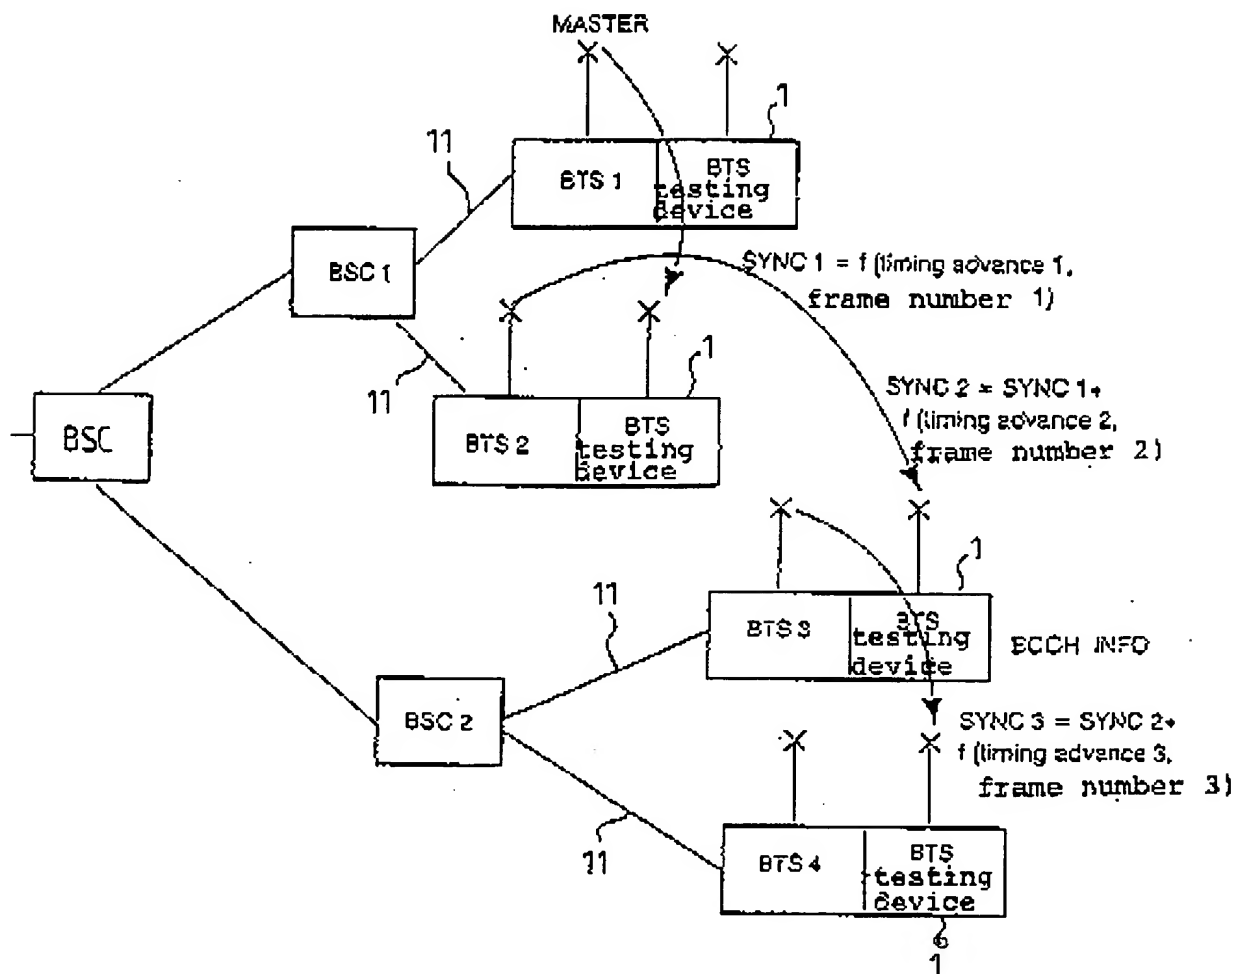 MASTER
1
11
BTS 1
BTS
testing
device
BSC 1
SYNC 1 = f (timing advance 1,
frame number 1)
11
1
SYNC 2 = SYNC 1+
f (timing advance 2,
frame number 2)
BSC
BTS 2
BTS
testing
device
1
11
BTS 3
BTS
testing
device
BCCH INFO
BSC 2
SYNC 3 = SYNC 2+
f (timing advance 3,
frame number 3)
11
BTS 4
BTS
testing
device
1